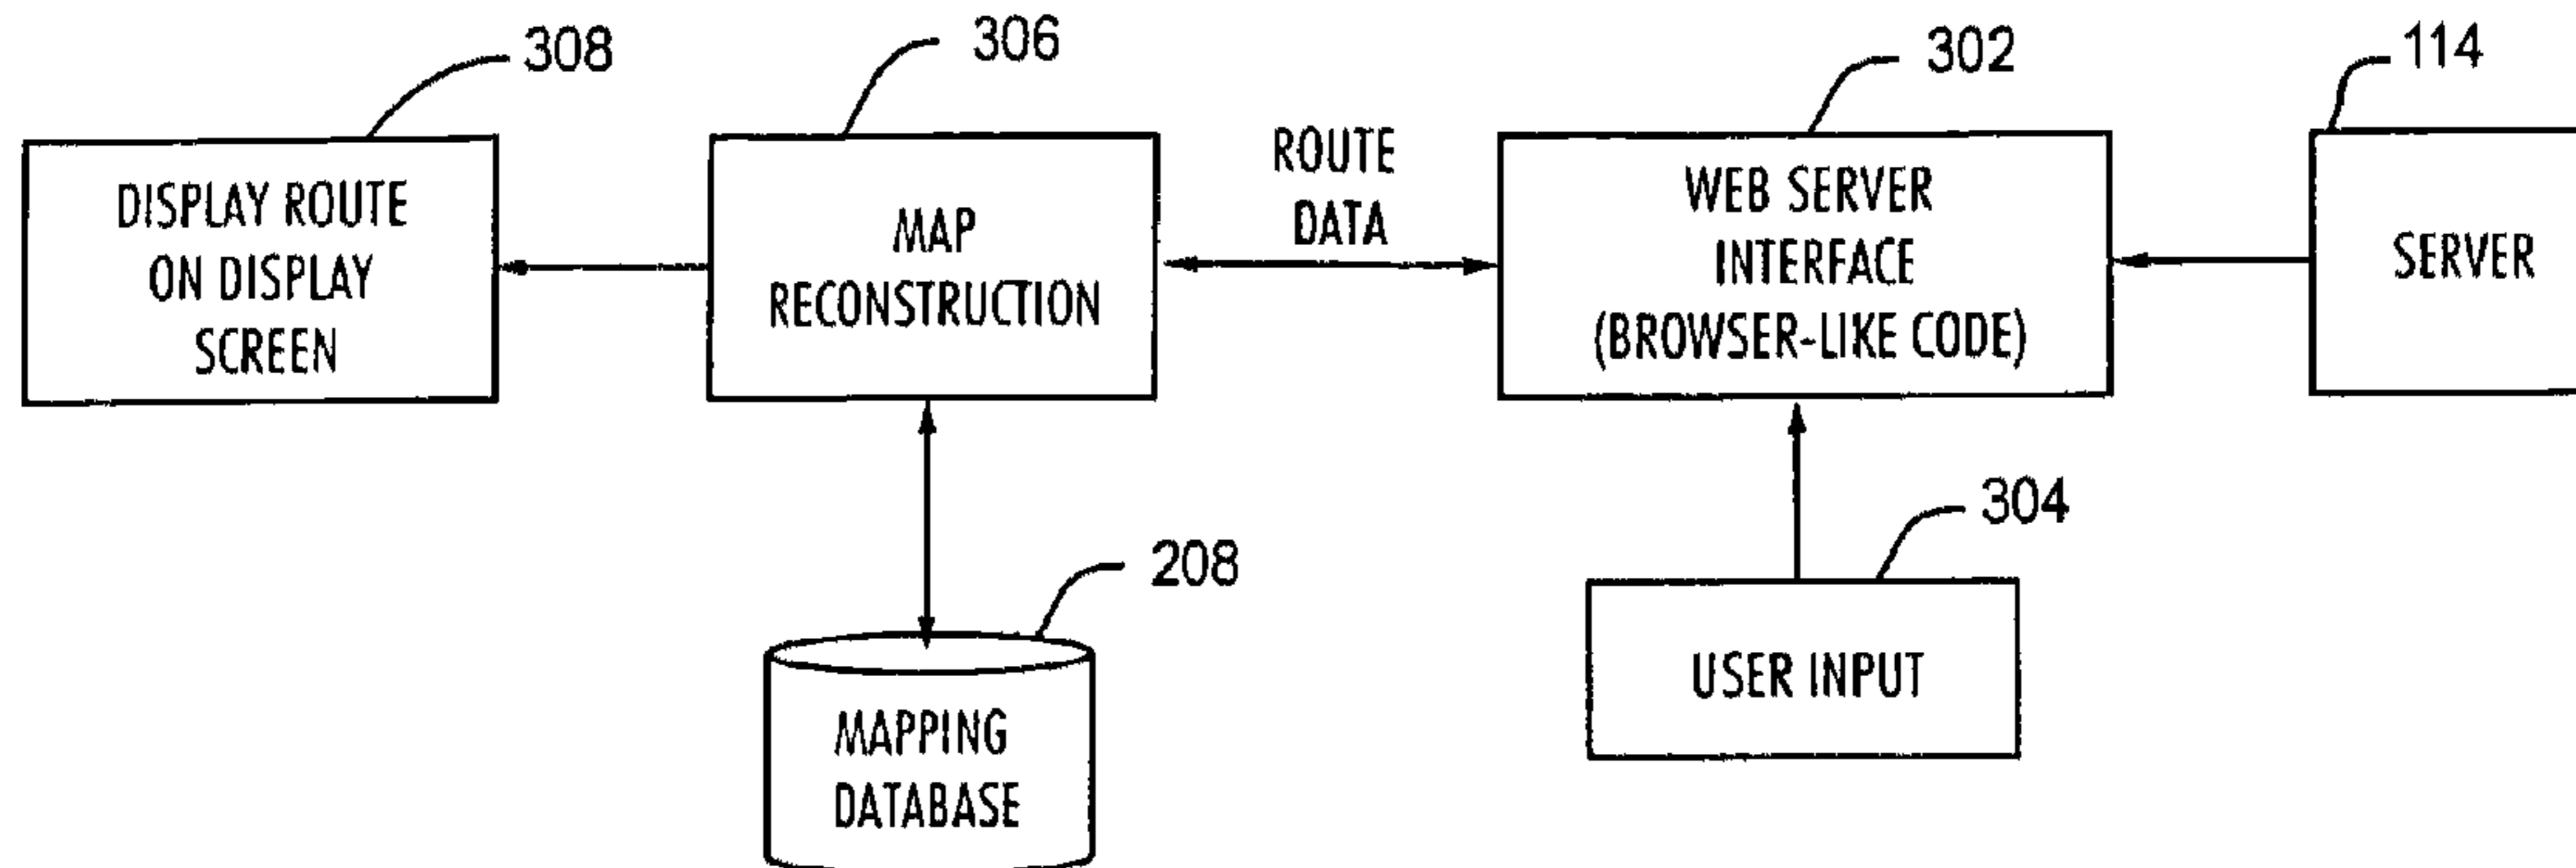 308
306
302
114
DISPLAY ROUTE
ON DISPLAY
SCREEN
MAP
RECONSTRUCTION
ROUTE
DATA
WEB SERVER
INTERFACE
(BROWSER-LIKE CODE)
SERVER
208
MAPPING
DATABASE
304
USER INPUT